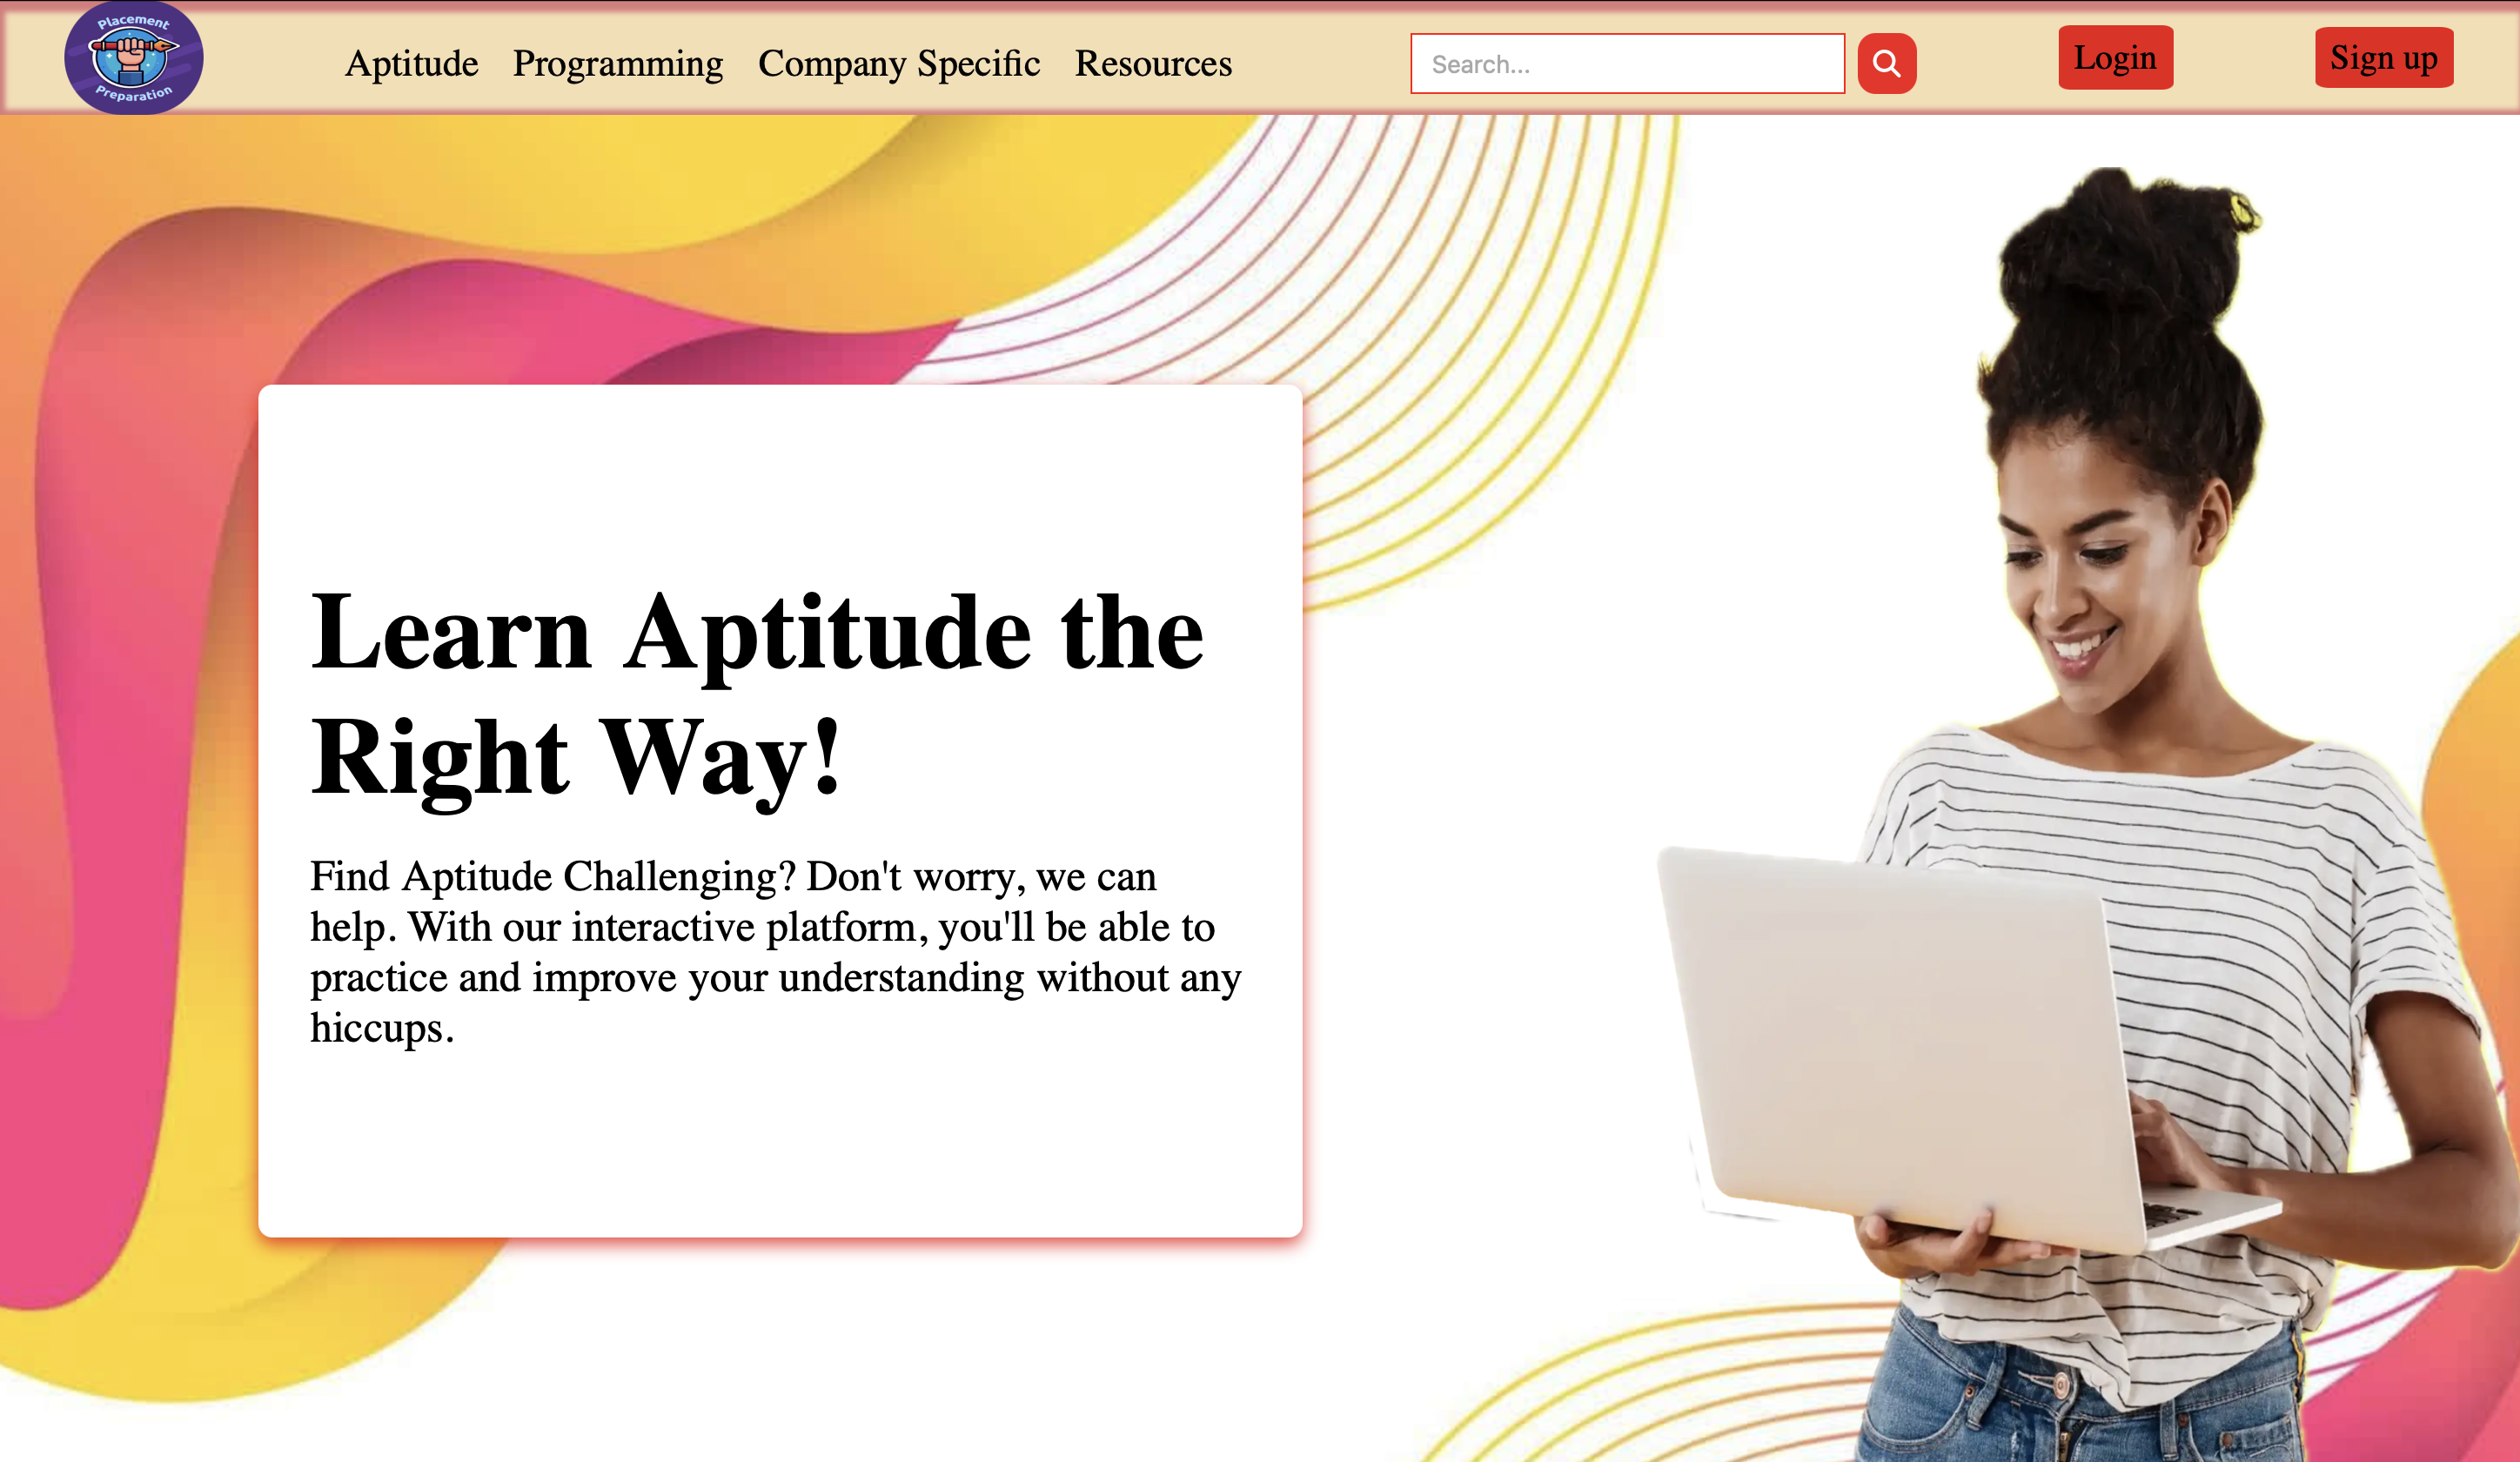 Placement
Preparation
Aptitude Programming Company Specific Resources
Search...
Login
Sign up
Learn Aptitude the
Right Way!
Find Aptitude Challenging? Don't worry, we can
help. With our interactive platform, you'll be able to
practice and improve your understanding without any
hiccups.